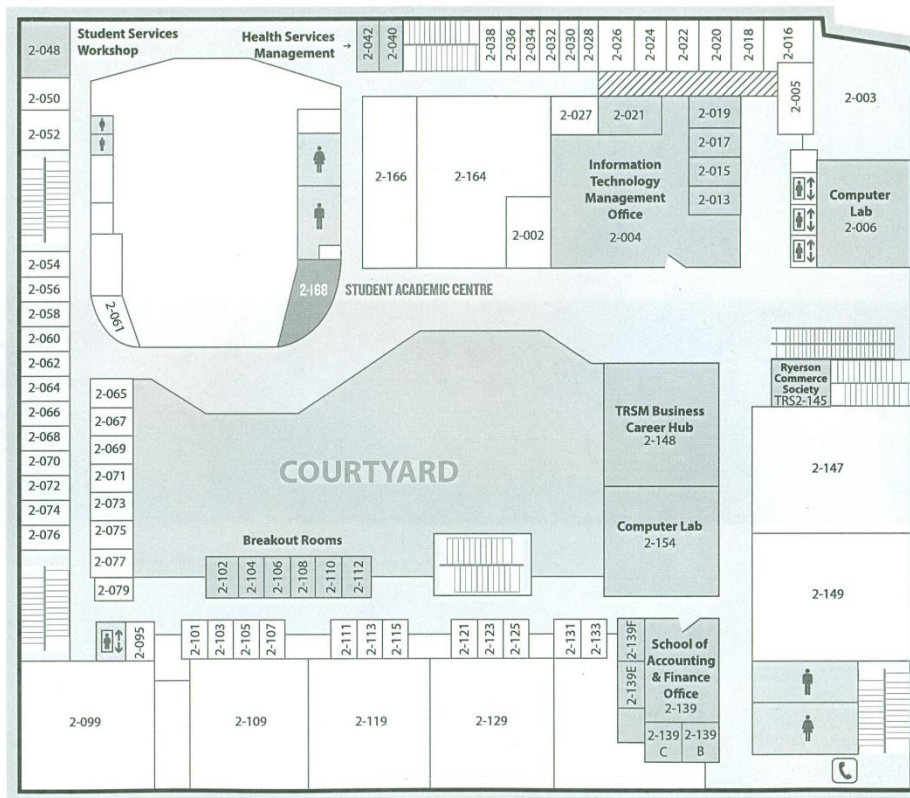 2-048
Student Services
Workshop
Health Services
Management →
2-042
2-040
2-038
2-036
2-034
2-032
2-030
2-028
2-026
2-024
2-022
2-020
2-018
2-016
2-050
2-052
2-005
2-003
2-027
2-021
2-019
2-017
2-015
2-013
2-166
2-164
2-002
Information
Technology
Management
Office
2-004
Computer
Lab
2-006
2-054
2-056
2-058
2-060
2-062
2-064
2-066
2-068
2-070
2-072
2-074
2-076
2-061
2-168 STUDENT ACADEMIC CENTRE
2-065
2-067
2-069
2-071
2-073
2-075
2-077
2-079
COURTYARD
TRSM Business
Career Hub
2-148
Computer Lab
2-154
Ryerson
Commerce
Society
TRS2-145
2-147
2-149
Breakout Rooms
2-102
2-104
2-106
2-108
2-110
2-112
2-095
2-101
2-103
2-105
2-107
2-111
2-113
2-115
2-121
2-123
2-125
2-131
2-133
2-139F
2-139E
School of
Accounting
& Finance
Office
2-139
2-139
C
2-139
B
2-099
2-109
2-119
2-129